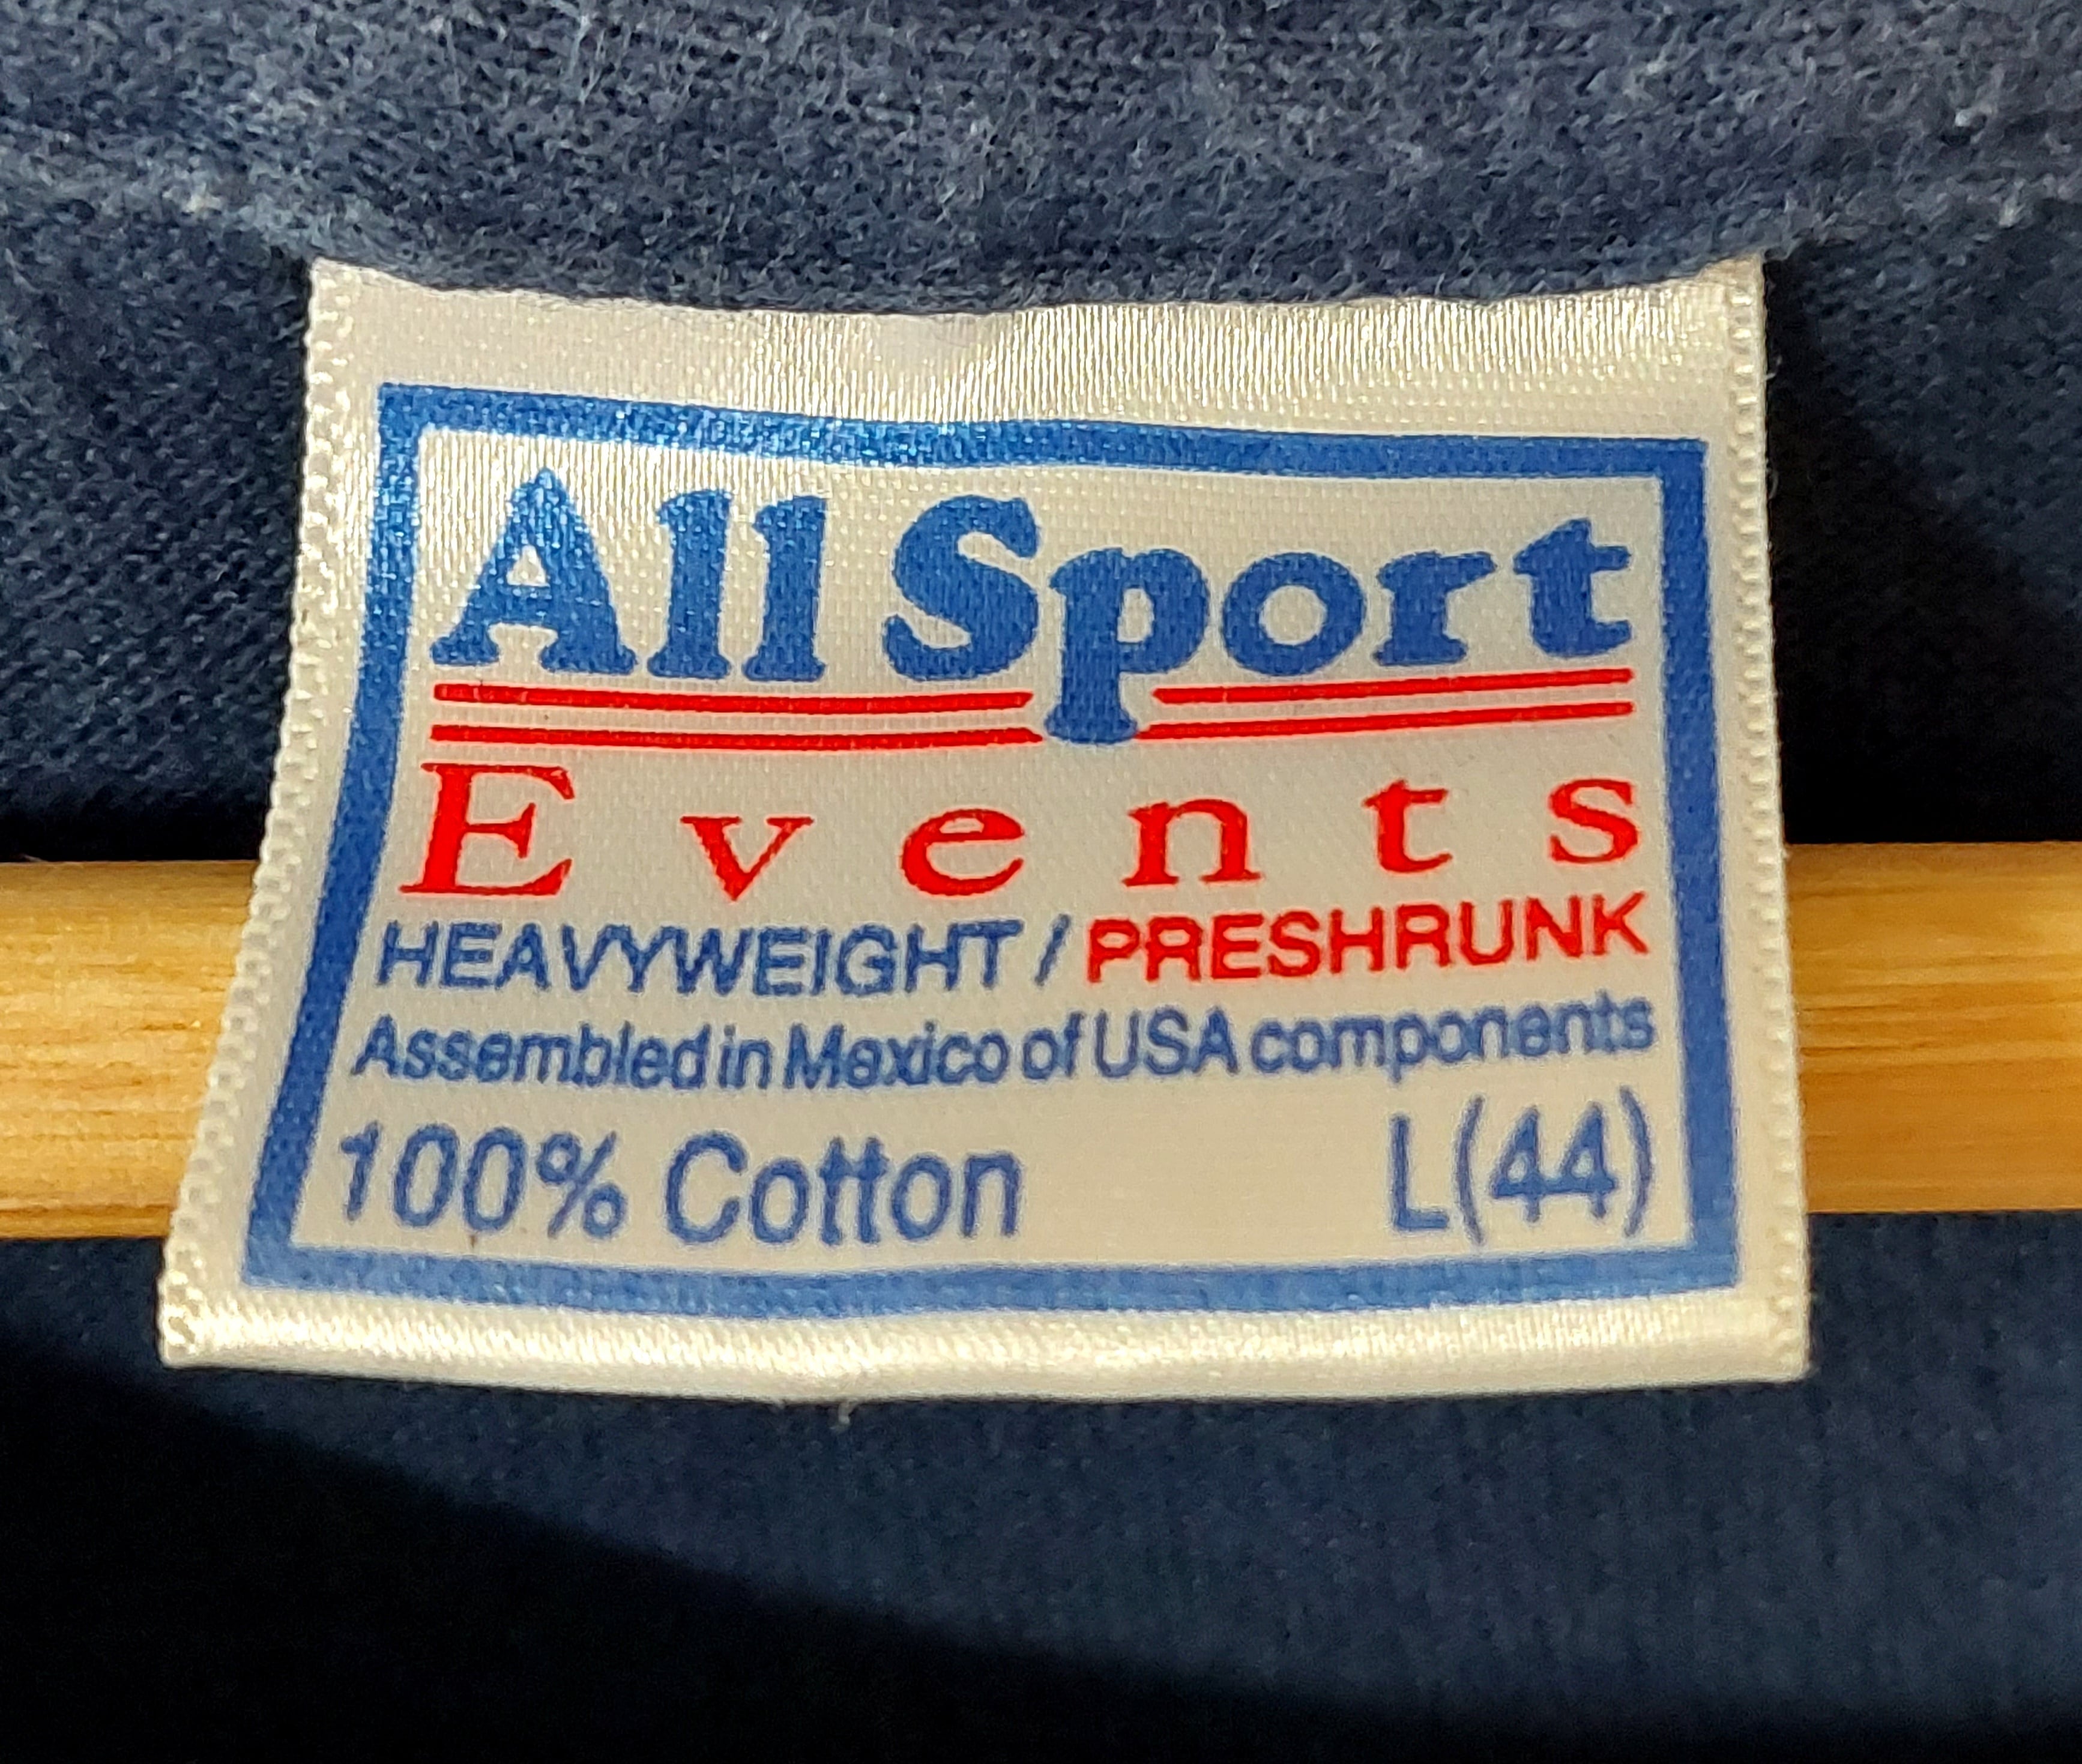 All Sport
Events
HEAVYWEIGHT / PRESHRUNK
Assembled in Mexico of USA components
100% Cotton L(44)